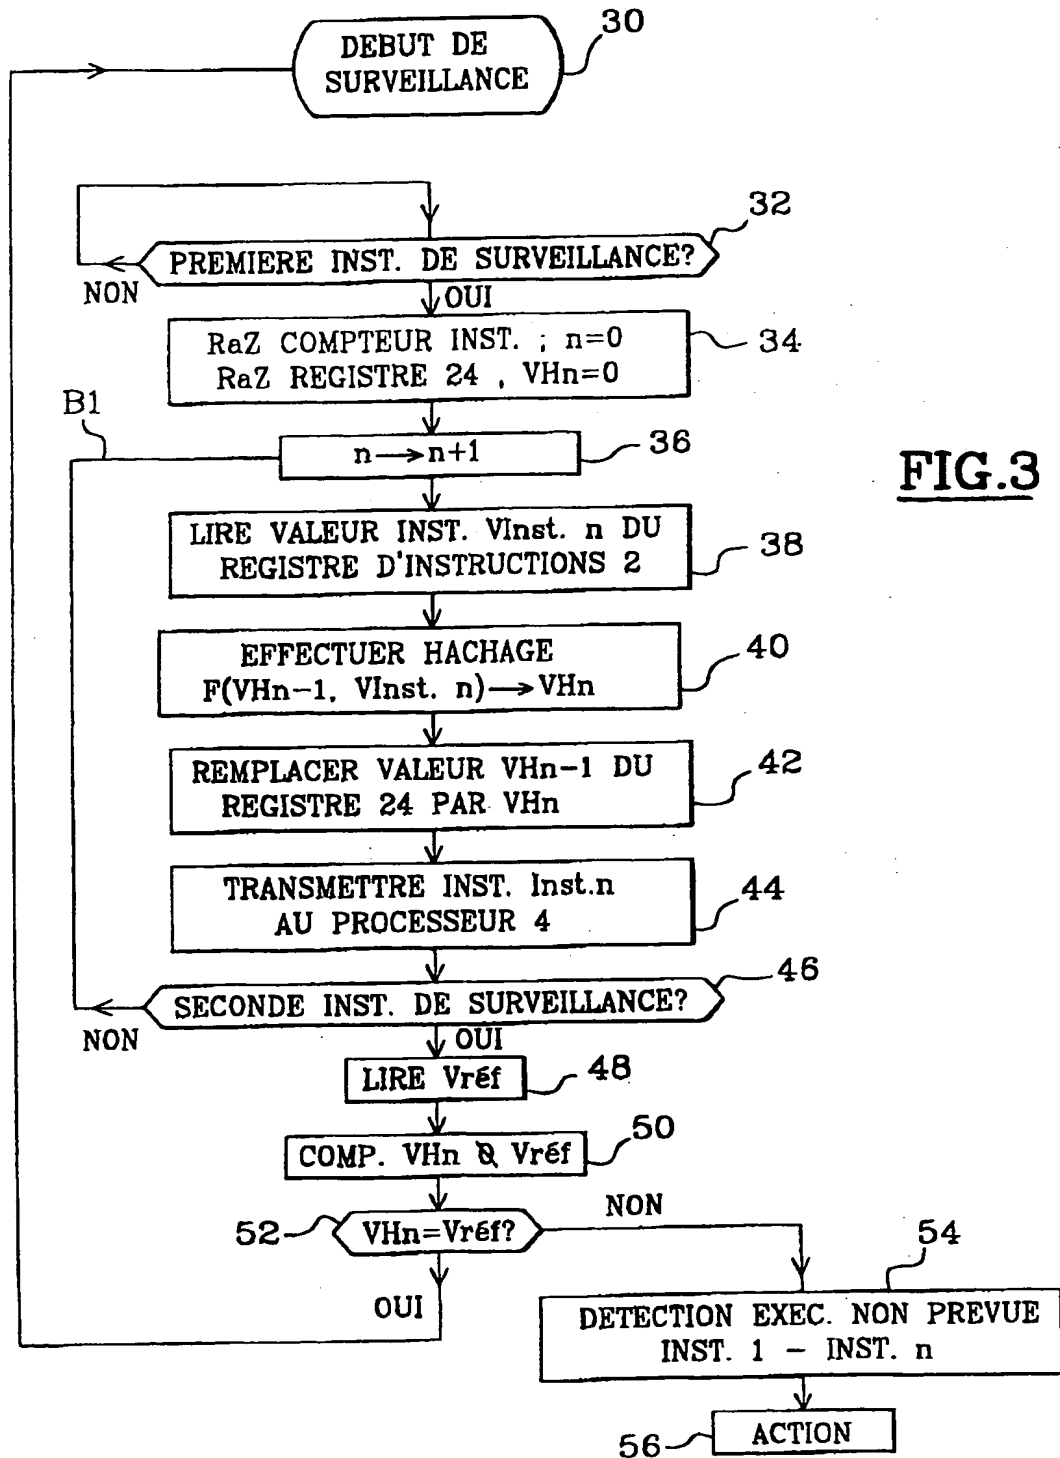 DEBUT DE
SURVEILLANCE
30
32
PREMIERE INST. DE SURVEILLANCE?
NON
OUI
RaZ COMPTEUR INST. ; n=0
RaZ REGISTRE 24 , VHn=0
34
B1
n→n+1
36
FIG.3
LIRE VALEUR INST. VInst. n DU
REGISTRE D'INSTRUCTIONS 2
38
EFFECTUER HACHAGE
F(VHn-1, VInst. n)→VHn
40
REMPLACER VALEUR VHn-1 DU
REGISTRE 24 PAR VHn
42
TRANSMETTRE INST. Inst.n
AU PROCESSEUR 4
44
46
SECONDE INST. DE SURVEILLANCE?
NON
OUI
LIRE Vréf
48
COMP. VHn Vréf
50
52
VHn=Vréf?
NON
OUI
54
DETECTION EXEC. NON PREVUE
INST. 1 - INST. n
56
ACTION